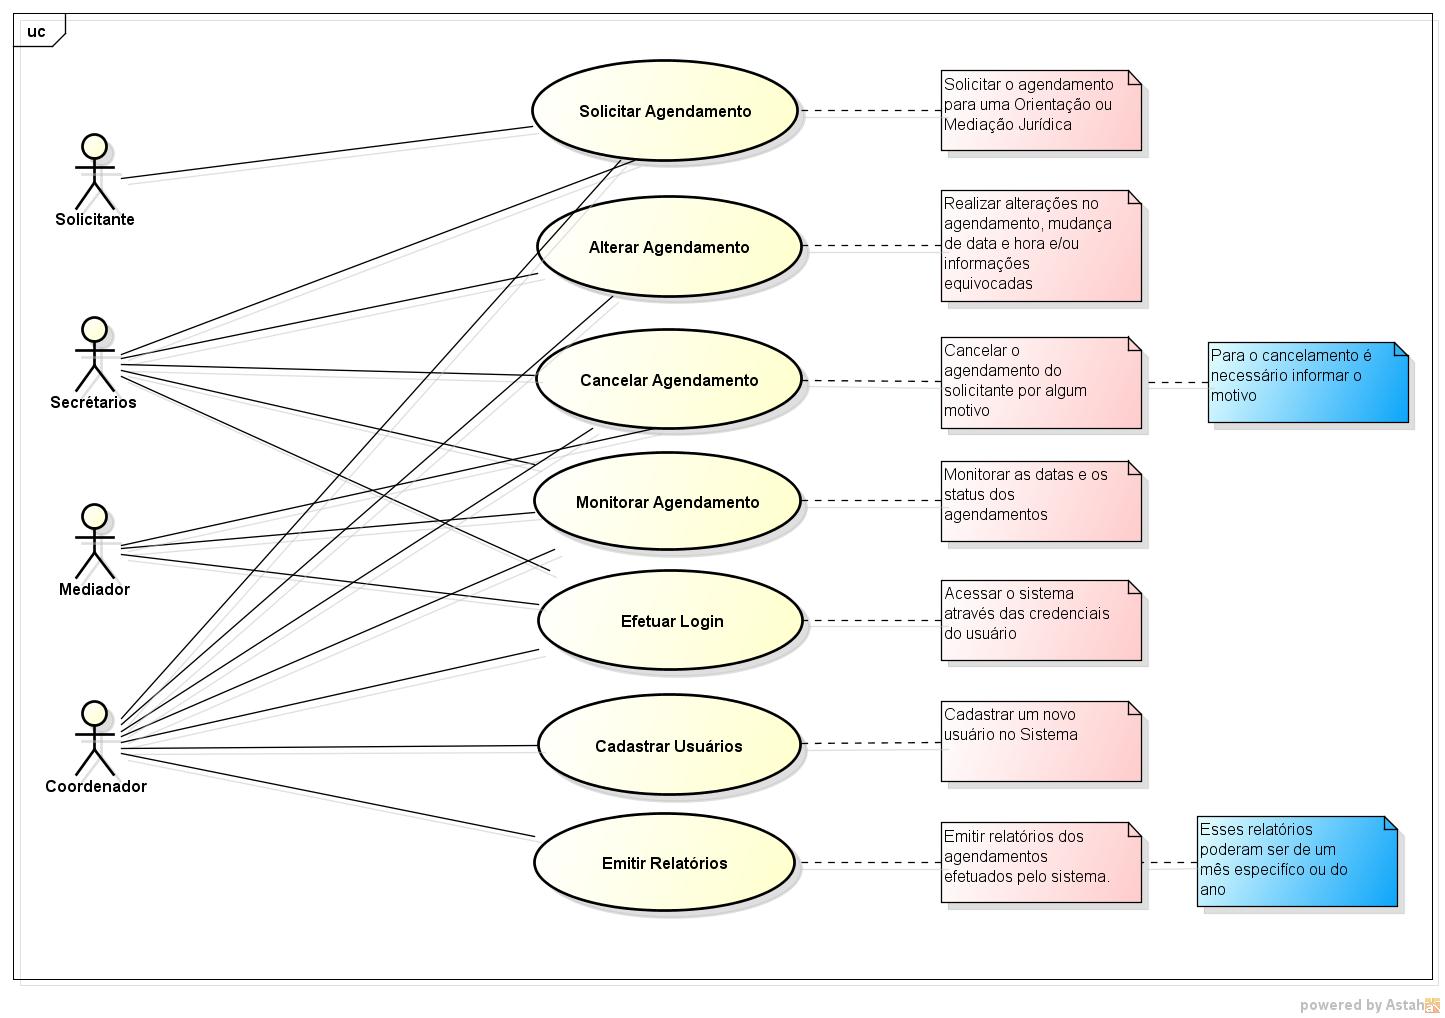 uc
Solicitante
Secrétarios
Mediador
Coordenador
Solicitar Agendamento
Solicitar o agendamento
para uma Orientação ou
Mediação Jurídica
Alterar Agendamento
Realizar alterações no
agendamento, mudança
de data e hora e/ou
informações
equivocadas
Cancelar Agendamento
Cancelar o
agendamento do
solicitante por algum
motivo
Para o cancelamento é
necessário informar o
motivo
Monitorar Agendamento
Monitorar as datas e os
status dos
agendamentos
Efetuar Login
Acessar o sistema
através das credenciais
do usuário
Cadastrar Usuários
Cadastrar um novo
usuário no Sistema
Emitir Relatórios
Emitir relatórios dos
agendamentos
efetuados pelo sistema.
Esses relatórios
poderam ser de um
mês específico ou do
ano
powered by Astah